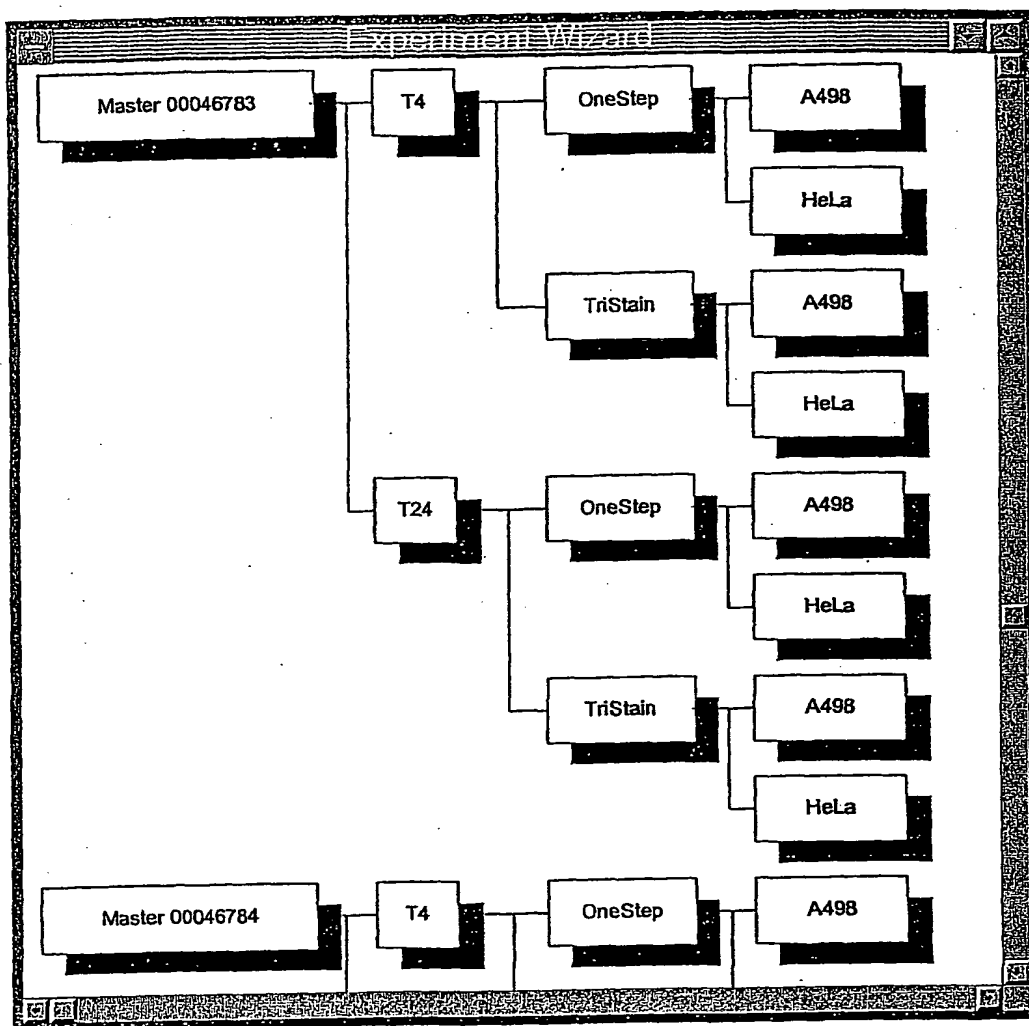 Experiment Wizard
Master 00046783 T4 OneStep A498
HeLa
TriStain A498
HeLa
T24 OneStep A498
HeLa
TriStain A498
HeLa
Master 00046784 T4 OneStep A498